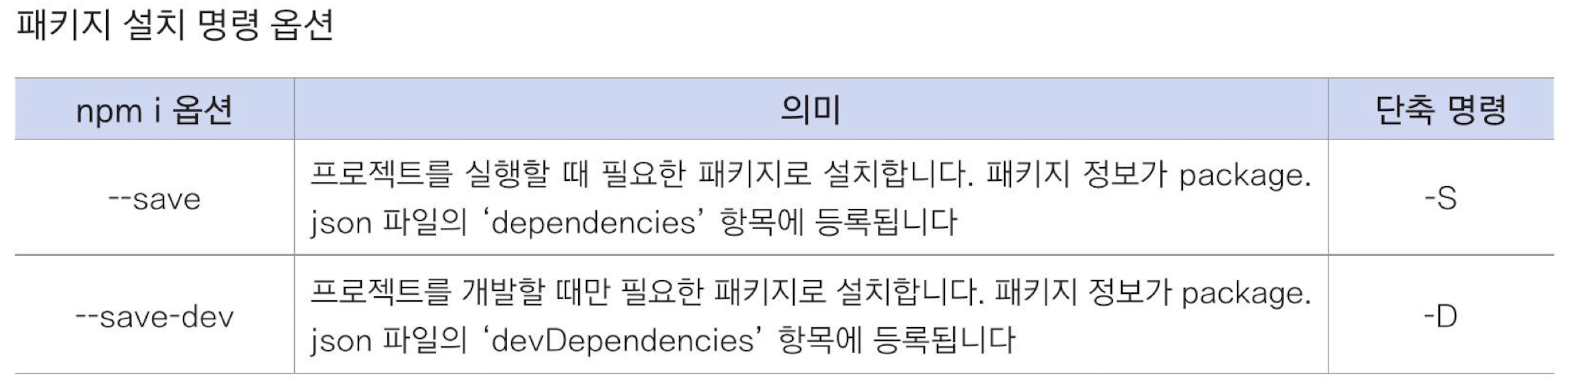 패키지 설치 명령 옵션
npm i 옵션 의미 단축 명령
--save 프로젝트를 실행할 때 필요한 패키지로 설치합니다. 패키지 정보가 package. -S
json 파일의 ‘dependencies’ 항목에 등록됩니다
--save-dev 프로젝트를 개발할 때만 필요한 패키지로 설치합니다. 패키지 정보가 package. -D
json 파일의 ‘devDependencies’ 항목에 등록됩니다